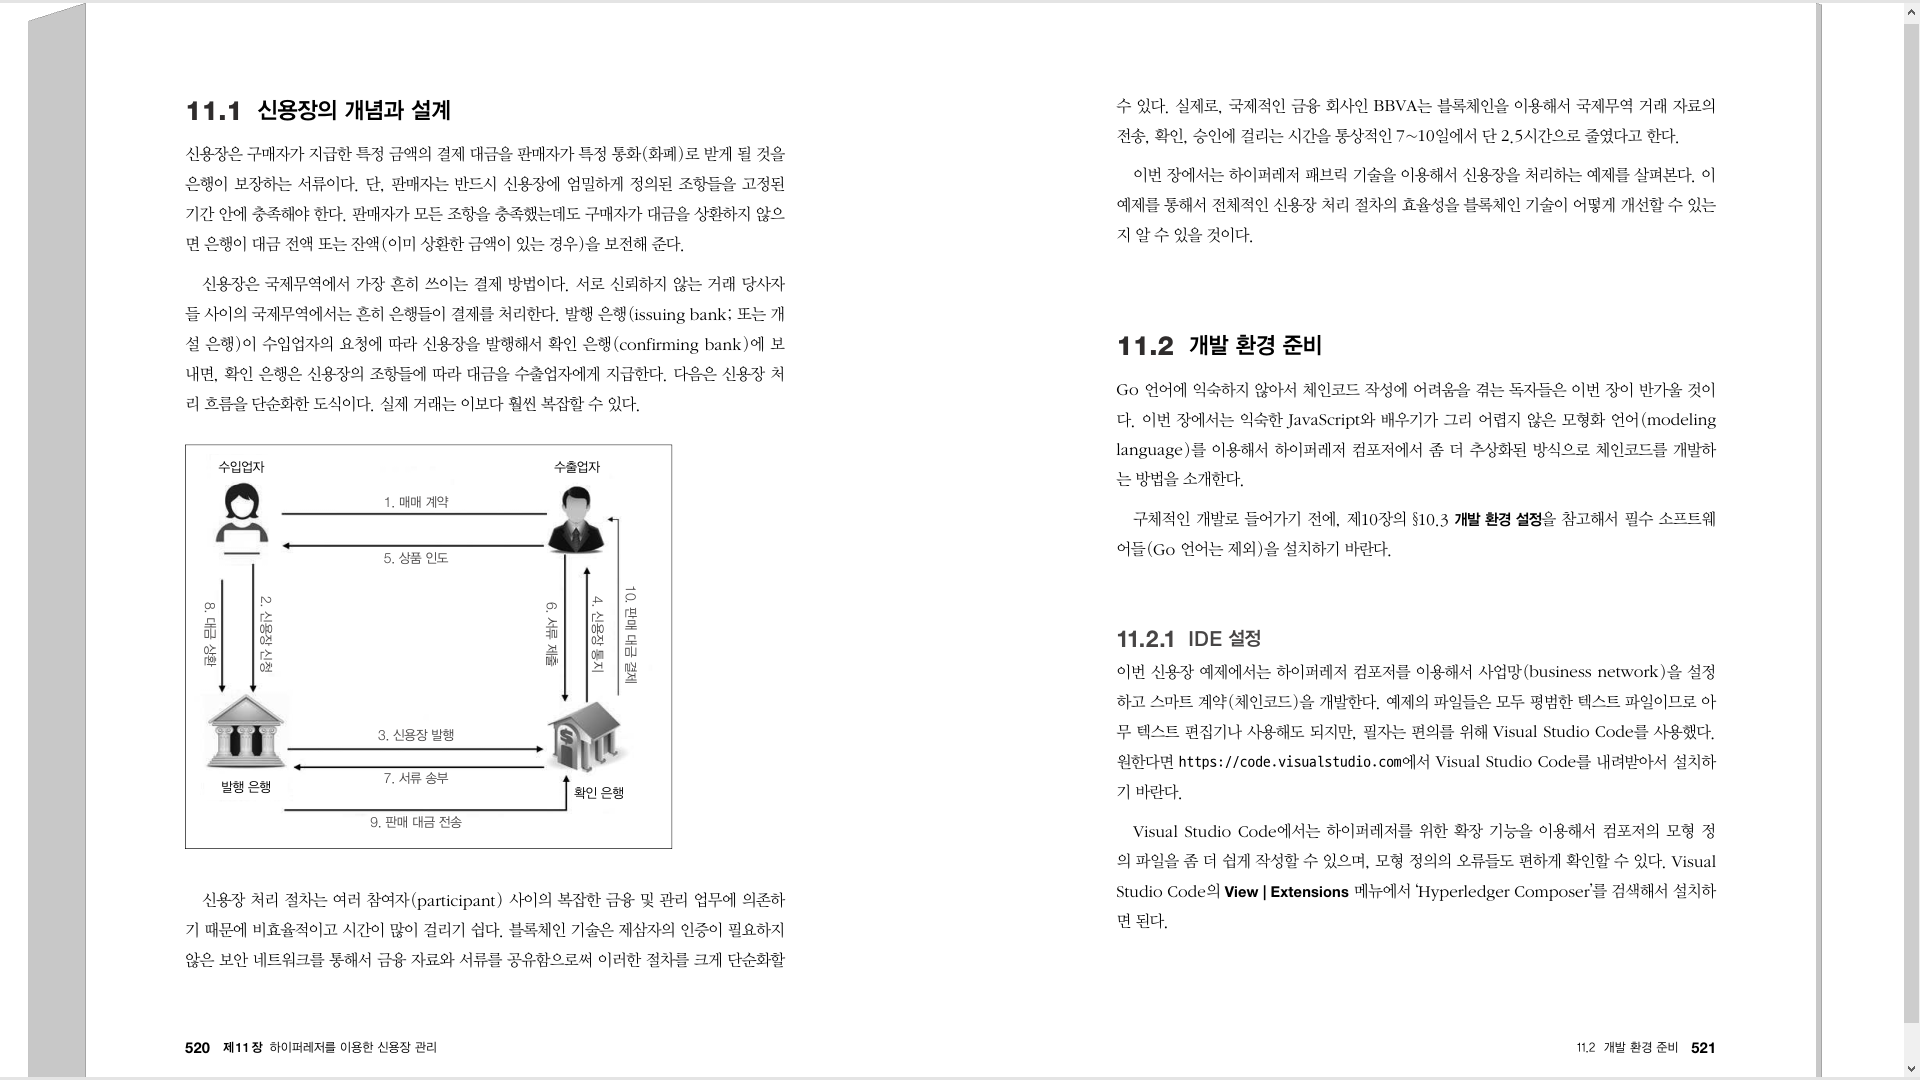 11.1 신용장의 개념과 설계
신용장은 구매자가 지급한 특정 금액의 결제 대금을 판매자가 특정 통화(화폐)로 받게 될 것을
은행이 보장하는 서류이다. 단, 판매자는 반드시 신용장에 엄밀하게 정의된 조항들을 고정된
기간 안에 충족해야 한다. 판매자가 모든 조항을 충족했는데도 구매자가 대금을 상환하지 않으
면 은행이 대금 전액 또는 잔액(이미 상환한 금액이 있는 경우)을 보전해 준다.
신용장은 국제무역에서 가장 흔히 쓰이는 결제 방법이다. 서로 신뢰하지 않는 거래 당사자
들 사이의 국제무역에서는 흔히 은행들이 결제를 처리한다. 발행 은행(issuing bank; 또는 개
설 은행)이 수입업자의 요청에 따라 신용장을 발행해서 확인 은행(confirming bank)에 보
내면, 확인 은행은 신용장의 조항들에 따라 대금을 수출업자에게 지급한다. 다음은 신용장 처
리 흐름을 단순화한 도식이다. 실제 거래는 이보다 훨씬 복잡할 수 있다.
수입업자
수출업자
1. 매매 계약
5. 상품 인도
8. 대금 상환
2. 신용장 신청
6. 서류 제출
4. 신용장 통지
10. 판매 대금 결제
3. 신용장 발행
7. 서류 송부
발행 은행
확인 은행
9. 판매 대금 전송
신용장 처리 절차는 여러 참여자(participant) 사이의 복잡한 금융 및 관리 업무에 의존하
기 때문에 비효율적이고 시간이 많이 걸리기 쉽다. 블록체인 기술은 제삼자의 인증이 필요하지
않은 보안 네트워크를 통해서 금융 자료와 서류를 공유함으로써 이러한 절차를 크게 단순화할
520 제11장 하이퍼레저를 이용한 신용장 관리
수 있다. 실제로, 국제적인 금융 회사인 BBVA는 블록체인을 이용해서 국제무역 거래 자료의
전송, 확인, 승인에 걸리는 시간을 통상적인 7~10일에서 단 2.5시간으로 줄였다고 한다.
이번 장에서는 하이퍼레저 패브릭 기술을 이용해서 신용장을 처리하는 예제를 살펴본다. 이
예제를 통해서 전체적인 신용장 처리 절차의 효율성을 블록체인 기술이 어떻게 개선할 수 있는
지 알 수 있을 것이다.
11.2 개발 환경 준비
Go 언어에 익숙하지 않아서 체인코드 작성에 어려움을 겪는 독자들은 이번 장이 반가울 것이
다. 이번 장에서는 익숙한 JavaScript와 배우기가 그리 어렵지 않은 모형화 언어(modeling
language)를 이용해서 하이퍼레저 컴포저에서 좀 더 추상화된 방식으로 체인코드를 개발하
는 방법을 소개한다.
구체적인 개발로 들어가기 전에, 제10장의 §10.3 개발 환경 설정을 참고해서 필수 소프트웨
어들(Go 언어는 제외)을 설치하기 바란다.
11.2.1 IDE 설정
이번 신용장 예제에서는 하이퍼레저 컴포저를 이용해서 사업망(business network)을 설정
하고 스마트 계약(체인코드)을 개발한다. 예제의 파일들은 모두 평범한 텍스트 파일이므로 아
무 텍스트 편집기나 사용해도 되지만, 필자는 편의를 위해 Visual Studio Code를 사용했다.
원한다면 https://code.visualstudio.com에서 Visual Studio Code를 내려받아서 설치하
기 바란다.
Visual Studio Code에서는 하이퍼레저를 위한 확장 기능을 이용해서 컴포저의 모형 정
의 파일을 좀 더 쉽게 작성할 수 있으며, 모형 정의의 오류들도 편하게 확인할 수 있다. Visual
Studio Code의 View | Extensions 메뉴에서 ‘Hyperledger Composer’를 검색해서 설치하
면 된다.
11.2 개발 환경 준비 521